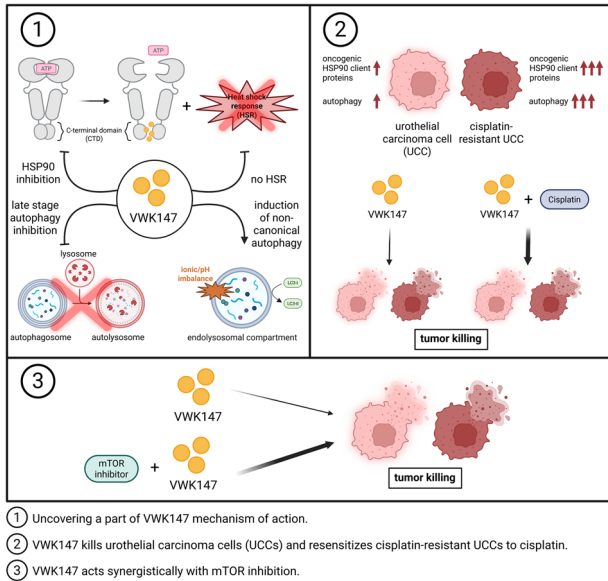 1
ATP
ATP
+
Heat shock
response
(HSR)
C-terminal domain
(CTD)
HSP90
inhibition
no HSR
VWK147
late stage
autophagy
inhibition
induction of
non-
canonical
autophagy
lysosome
ionic/pH
imbalance
LC3-I
LC3-II
autophagosome
autolysosome
endolysosomal compartment
2
oncogenic
HSP90 client
proteins
autophagy
oncogenic
HSP90 client
proteins
autophagy
urothelial
carcinoma cell
(UCC)
cisplatin-
resistant UCC
VWK147
VWK147
+
Cisplatin
tumor killing
3
VWK147
mTOR
inhibitor
+
VWK147
tumor killing
1 Uncovering a part of VWK147 mechanism of action.
2 VWK147 kills urothelial carcinoma cells (UCCs) and resensitizes cisplatin-resistant UCCs to cisplatin.
3 VWK147 acts synergistically with mTOR inhibition.